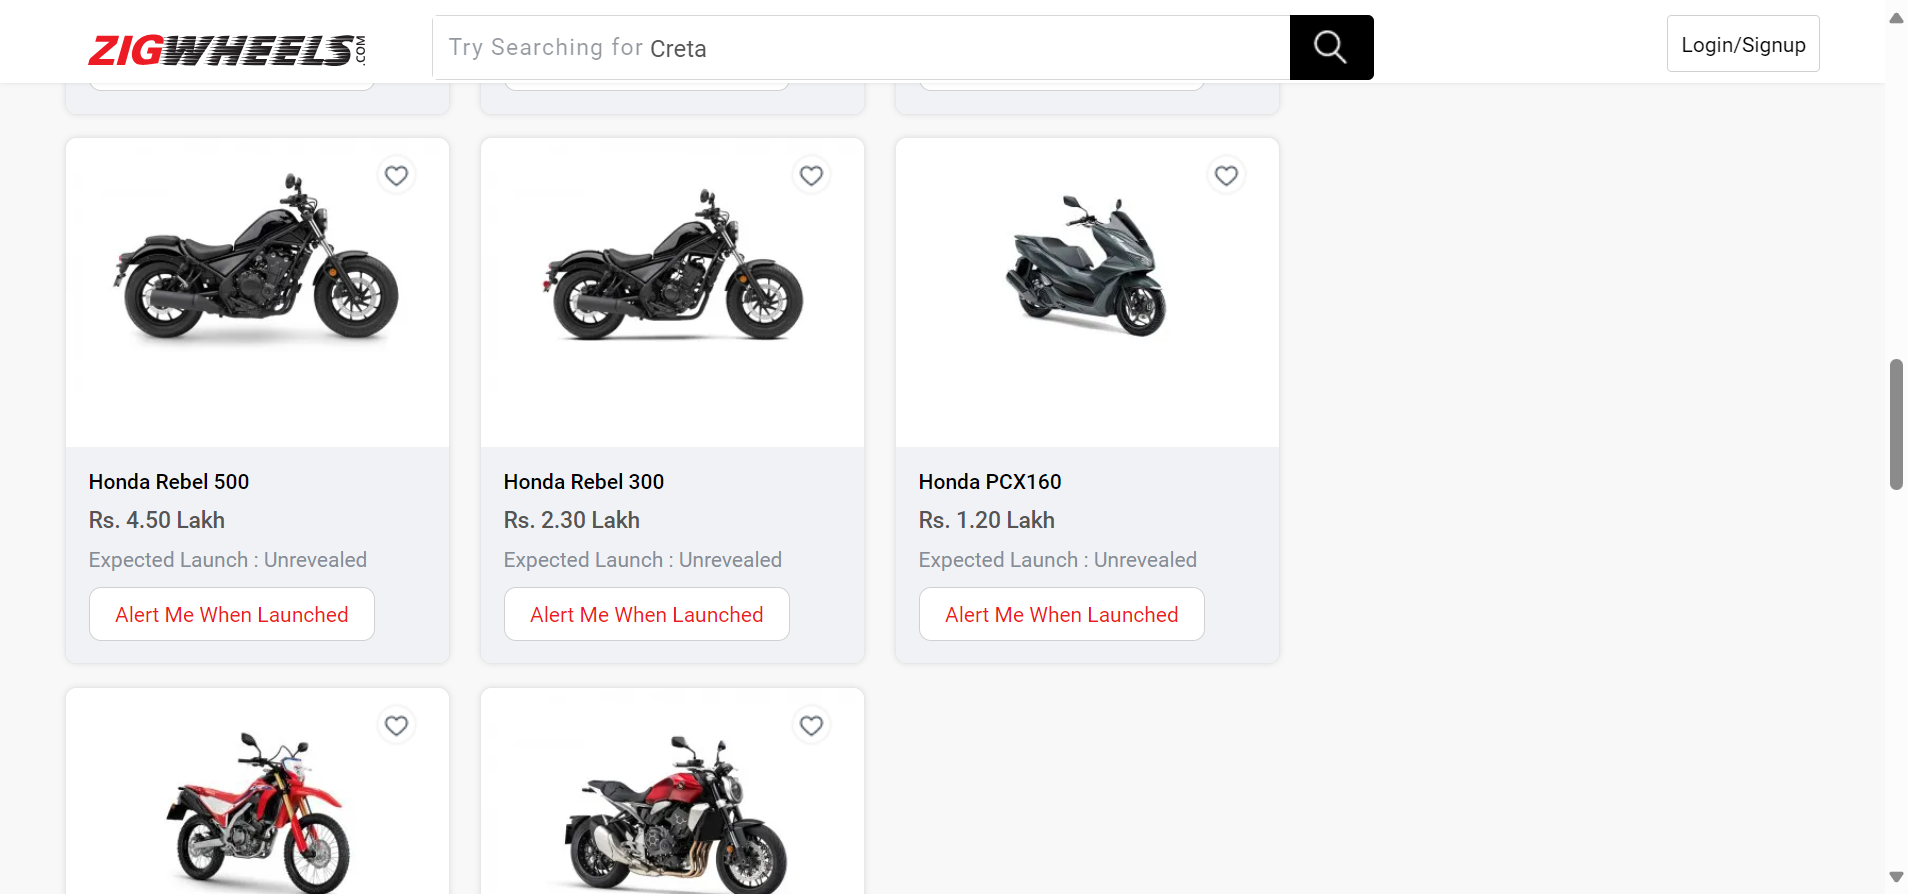 ZIGWHEELS.COM
Try Searching for Creta
Login/Signup
Honda Rebel 500
Rs. 4.50 Lakh
Expected Launch : Unrevealed
Alert Me When Launched
Honda Rebel 300
Rs. 2.30 Lakh
Expected Launch : Unrevealed
Alert Me When Launched
Honda PCX160
Rs. 1.20 Lakh
Expected Launch : Unrevealed
Alert Me When Launched